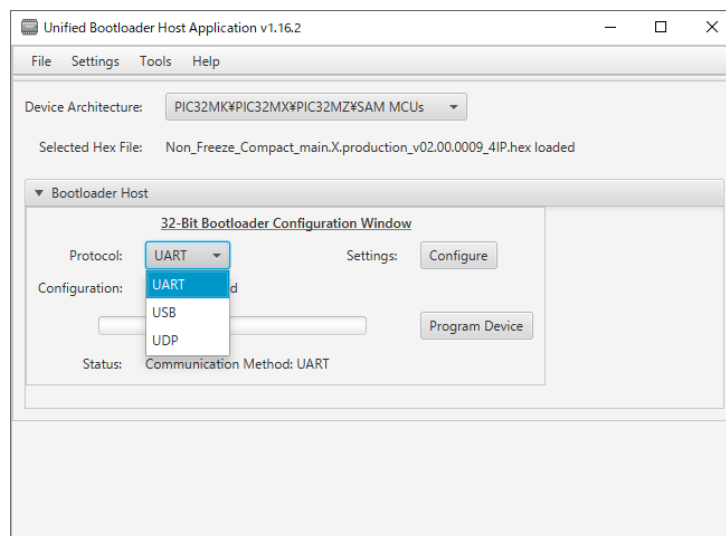 Unified Bootloader Host Application v1.16.2
File Settings Tools Help
Device Architecture: PIC32MK¥PIC32MX¥PIC32MZ¥SAM MCUs
Selected Hex File: Non_Freeze_Compact_main.X.production_v02.00.0009_4IP.hex loaded
Bootloader Host
32-Bit Bootloader Configuration Window
Protocol: UART Settings: Configure
UART
Configuration: d
USB
UDP
Program Device
Status: Communication Method: UART